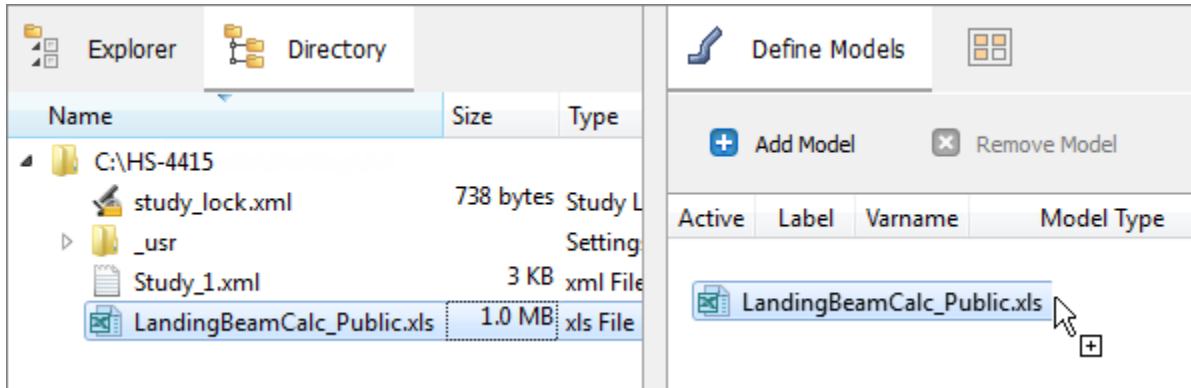 Explorer Directory
Name Size Type
C:\HS-4415
study_lock.xml 738 bytes Study L
_usr Setting
Study_1.xml 3 KB xml File
LandingBeamCalc_Public.xls 1.0 MB xls File
Define Models
Add Model Remove Model
Active Label Varname Model Type
LandingBeamCalc_Public.xls